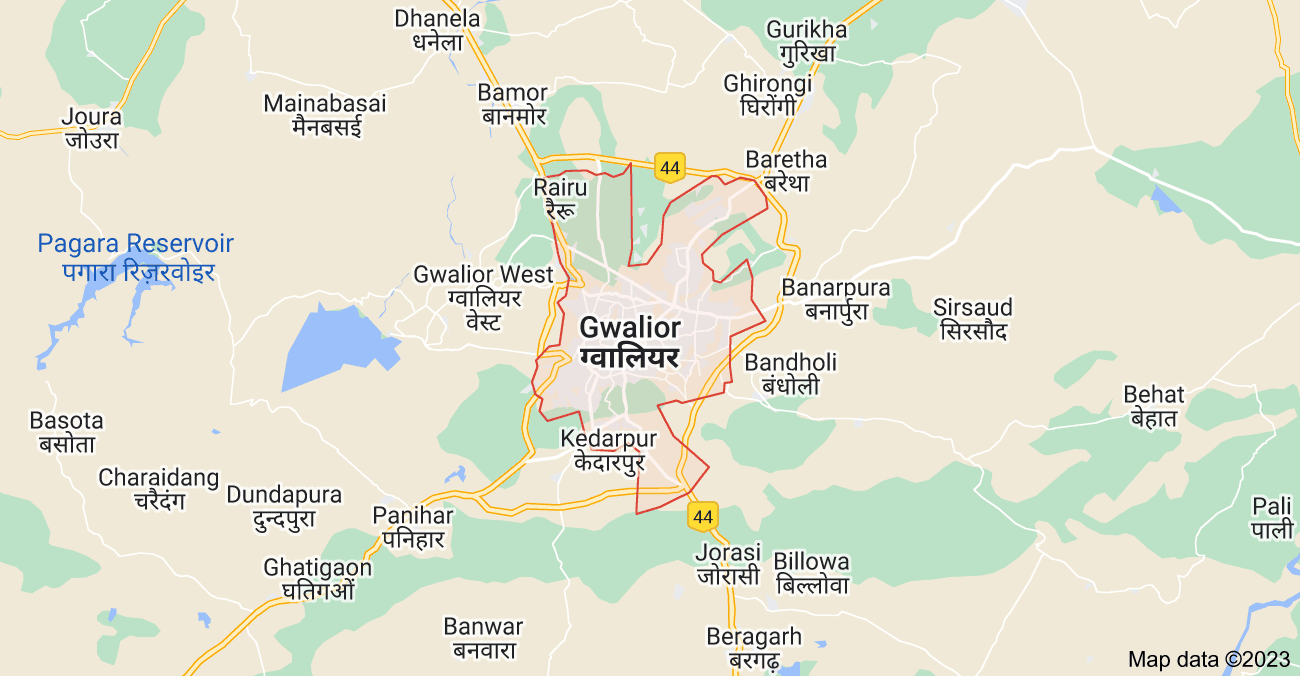 Dhanela
धनेला
Gurikha
गुरिखा
Ghirongi
घिरोंगी
Bamor
बानमोर
Mainabasai
मैनबसई
Joura
जोउरा
44
Baretha
बरेथा
Rairu
रैरू
Pagara Reservoir
पगारा रिज़रवोइर
Gwalior West
ग्वालियर
वेस्ट
Banarpura
बनार्पुरा
Sirsaud
सिरसौद
Gwalior
ग्वालियर
Bandholi
बंधोली
Behat
बेहात
Basota
बसोता
Kedarpur
केदारपुर
Charaidang
चरैदंग
Dundapura
दुन्दपुरा
Panihar
पनिहार
44
Pali
पाली
Jorasi
जोरासी
Billowa
बिल्लोवा
Ghatigaon
घतिगओं
Banwar
बनवारा
Beragarh
बरगढ़
Map data ©2023